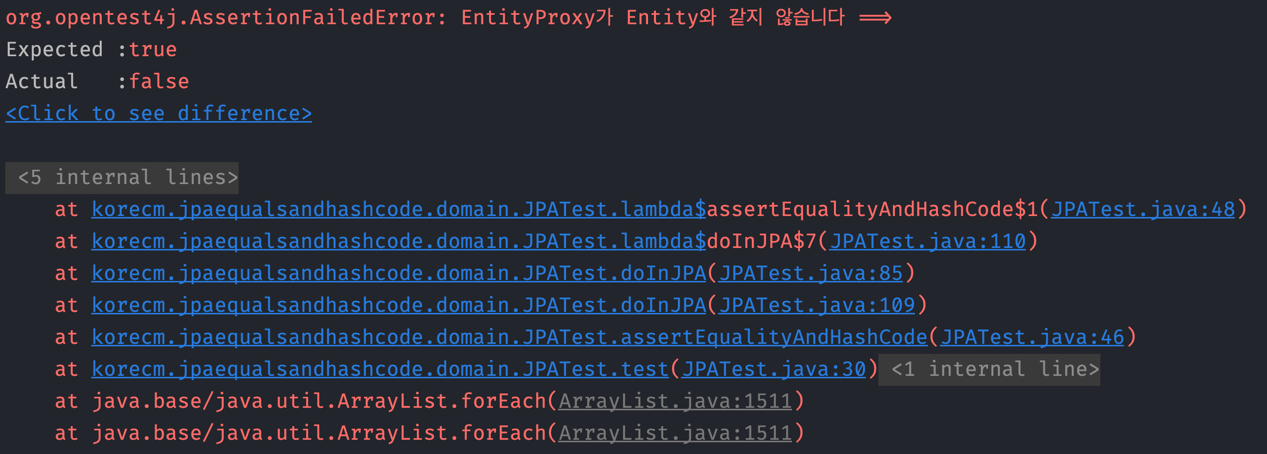 org.opentest4j.AssertionFailedError: EntityProxy가 Entity와 같지 않습니다 ==>
Expected :true
Actual   :false
<Click to see difference>
<5 internal lines>
at korecm.jpaequalsandhashcode.domain.JPATest.lambda$assertEqualityAndHashCode$1(JPATest.java:48)
at korecm.jpaequalsandhashcode.domain.JPATest.lambda$doInJPA$7(JPATest.java:110)
at korecm.jpaequalsandhashcode.domain.JPATest.doInJPA(JPATest.java:85)
at korecm.jpaequalsandhashcode.domain.JPATest.doInJPA(JPATest.java:109)
at korecm.jpaequalsandhashcode.domain.JPATest.assertEqualityAndHashCode(JPATest.java:46)
at korecm.jpaequalsandhashcode.domain.JPATest.test(JPATest.java:30) <1 internal line>
at java.base/java.util.ArrayList.forEach(ArrayList.java:1511)
at java.base/java.util.ArrayList.forEach(ArrayList.java:1511)